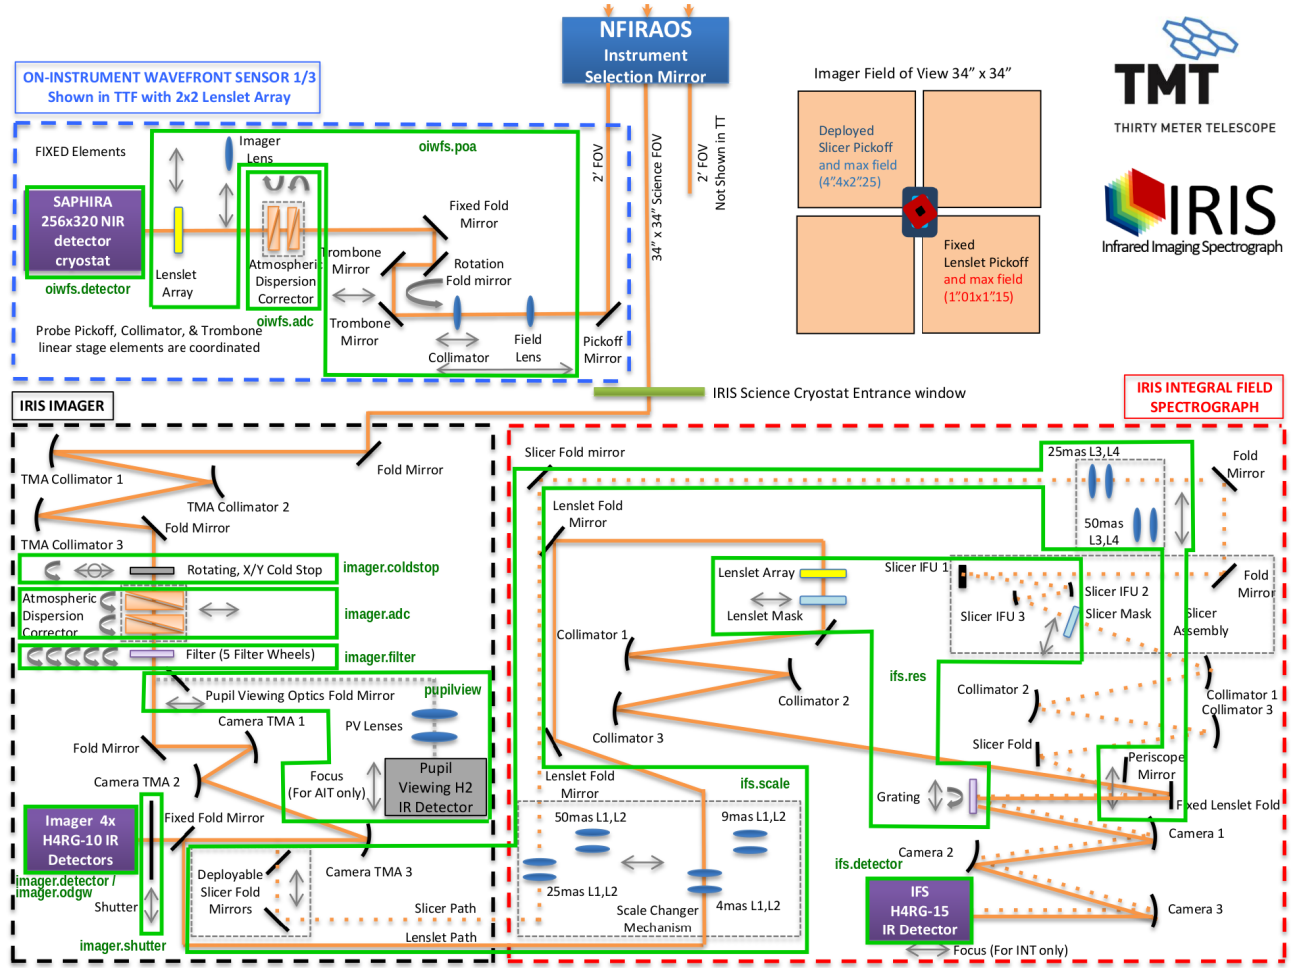 NFIRAOS
Instrument
Selection Mirror
ON-INSTRUMENT WAVEFRONT SENSOR 1/3
Shown in TTF with 2x2 Lenslet Array
Imager Field of View 34” x 34”
TMT
THIRTY METER TELESCOPE
FIXED Elements
Imager
Lens
oiwfs.poa
2’ FOV
34” x 34” Science FOV
2’ FOV
Not Shown in TT
Deployed
Slicer Pickoff
and max field
(4”.4x2”.25)
IRIS
Infrared Imaging Spectrograph
SAPHIRA
256x320 NIR
detector
cryostat
oiwfs.detector
Lenslet
Array
Atmospheric
Dispersion
Corrector
oiwfs.adc
Fixed Fold
Mirror
Trombone
Mirror
Rotation
Fold mirror
Trombone
Mirror
Collimator
Field
Lens
Pickoff
Mirror
Fixed
Lenslet Pickoff
and max field
(1”.01x1”.15)
Probe Pickoff, Collimator, & Trombone
linear stage elements are coordinated
IRIS Science Cryostat Entrance window
IRIS IMAGER
IRIS INTEGRAL FIELD
SPECTROGRAPH
TMA Collimator 1
Fold Mirror
TMA Collimator 2
Fold Mirror
TMA Collimator 3
Rotating, X/Y Cold Stop
imager.coldstop
Atmospheric
Dispersion
Corrector
imager.adc
Filter (5 Filter Wheels)
imager.filter
Pupil Viewing Optics Fold Mirror
pupilview
Camera TMA 1
PV Lenses
Fold Mirror
Camera TMA 2
Focus
(For AIT only)
Pupil
Viewing H2
IR Detector
Imager 4x
H4RG-10 IR
Detectors
imager.detector /
imager.odgw
Fixed Fold Mirror
Camera TMA 3
Shutter
imager.shutter
Deployable
Slicer Fold
Mirrors
Slicer Path
Lenslet Path
Slicer Fold mirror
25mas L3,L4
Fold
Mirror
Lenslet Fold
Mirror
50mas
L3,L4
Lenslet Array
Lenslet Mask
Slicer IFU 1
Slicer IFU 2
Slicer IFU 3
Slicer Mask
Slicer
Assembly
Fold
Mirror
Collimator 1
Collimator 2
Collimator 3
ifs.res
Collimator 2
Collimator 1
Collimator 3
Slicer Fold
Periscope
Mirror
Lenslet Fold
Mirror
ifs.scale
Grating
Fixed Lenslet Fold
50mas L1,L2
9mas L1,L2
25mas L1,L2
4mas L1,L2
Scale Changer
Mechanism
Camera 1
Camera 2
ifs.detector
IFS
H4RG-15
IR Detector
Camera 3
Focus (For INT only)